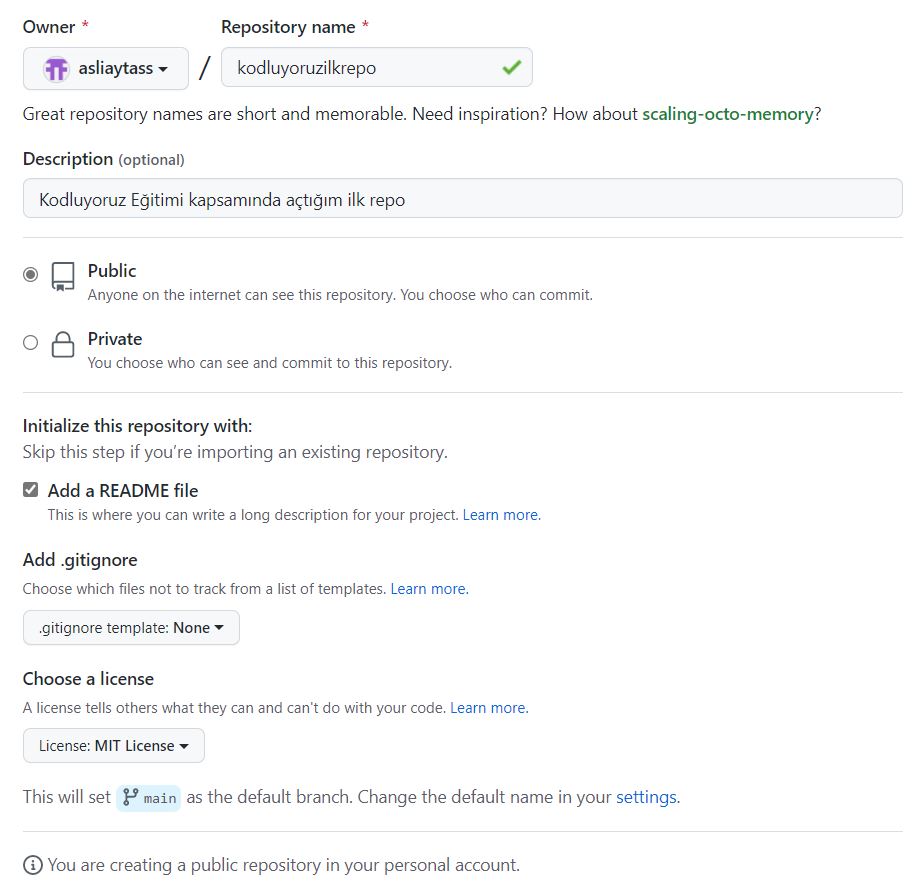 Owner *
Repository name *
asliaytass / kodluyoruzilkrepo
Great repository names are short and memorable. Need inspiration? How about scaling-octo-memory?
Description (optional)
Kodluyoruz Eğitimi kapsamında açtığım ilk repo
Public
Anyone on the internet can see this repository. You choose who can commit.
Private
You choose who can see and commit to this repository.
Initialize this repository with:
Skip this step if you’re importing an existing repository.
Add a README file
This is where you can write a long description for your project. Learn more.
Add .gitignore
Choose which files not to track from a list of templates. Learn more.
.gitignore template: None
Choose a license
A license tells others what they can and can't do with your code. Learn more.
License: MIT License
This will set main as the default branch. Change the default name in your settings.
You are creating a public repository in your personal account.